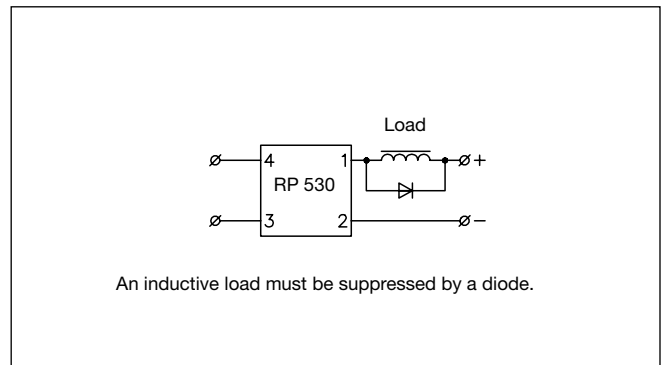 Load
4 1 +
RP 530
3 2 −
An inductive load must be suppressed by a diode.